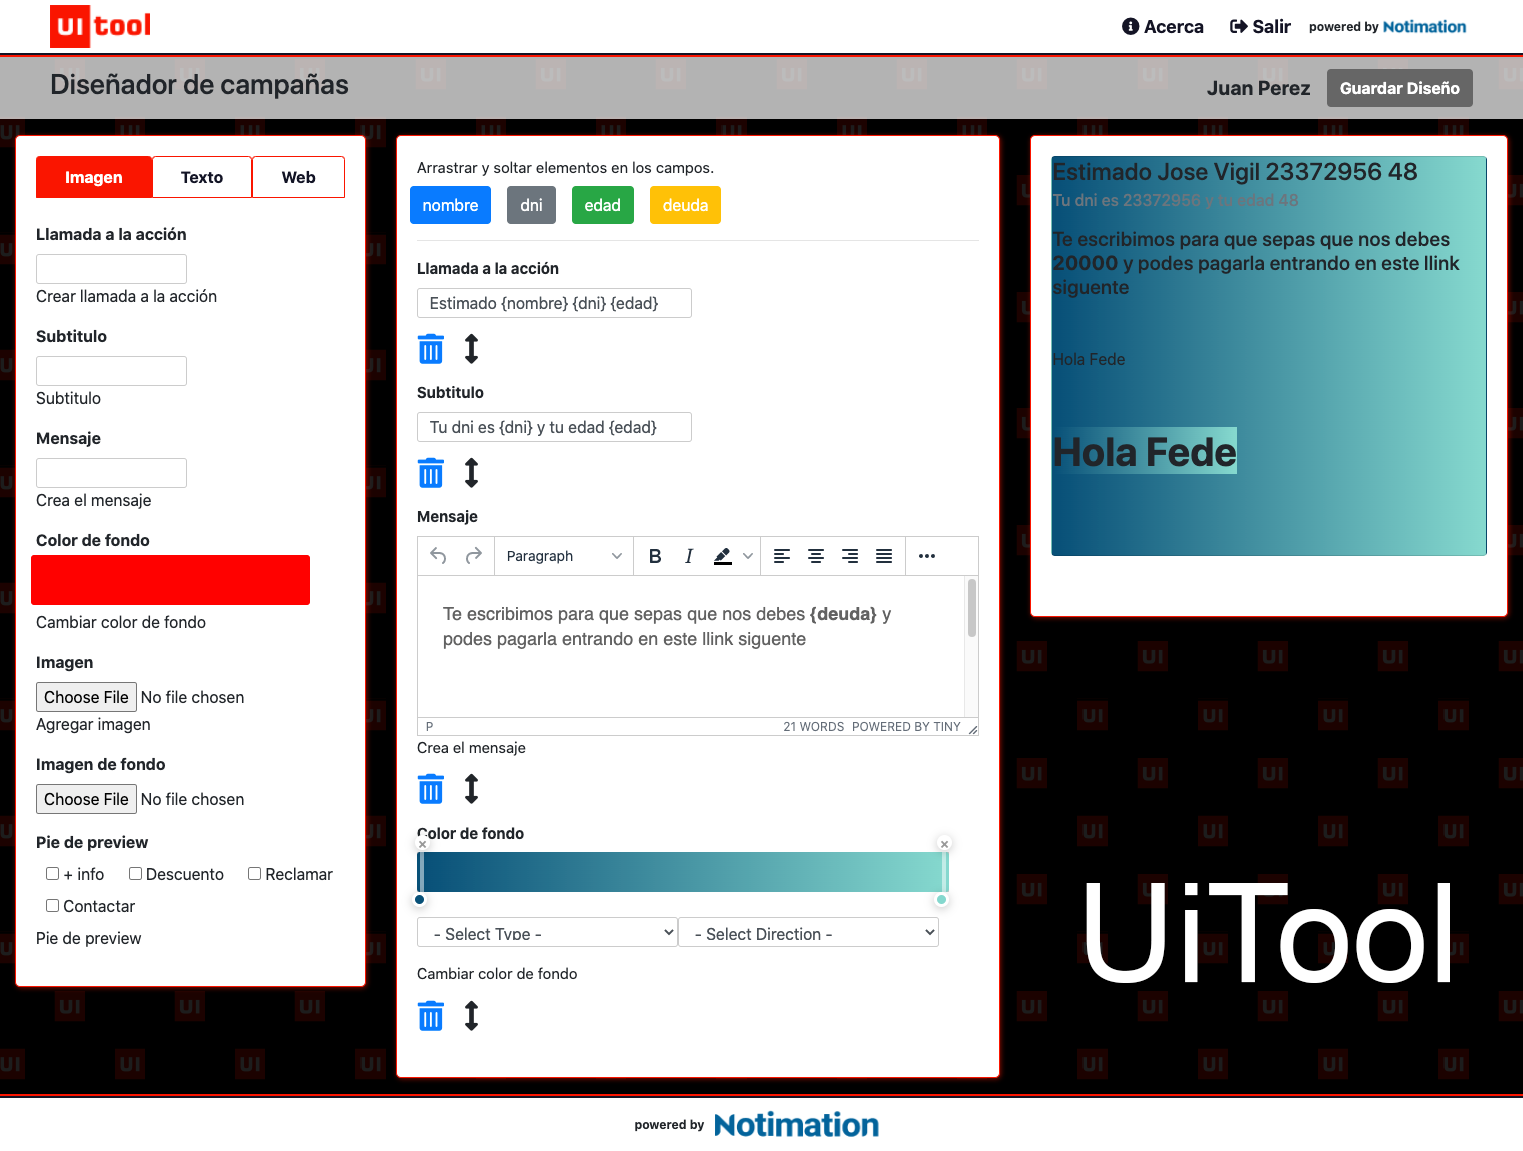 UI tool
Acerca
Salir
powered by Notimation
Diseñador de campañas
Juan Perez
Guardar Diseño
Imagen
Texto
Web
Llamada a la acción
Crear llamada a la acción
Subtitulo
Subtitulo
Mensaje
Crea el mensaje
Color de fondo
Cambiar color de fondo
Imagen
Choose File No file chosen
Agregar imagen
Imagen de fondo
Choose File No file chosen
Pie de preview
+ info
Descuento
Reclamar
Contactar
Pie de preview
Arrastrar y soltar elementos en los campos.
nombre
dni
edad
deuda
Llamada a la acción
Estimado {nombre} {dni} {edad}
Subtitulo
Tu dni es {dni} y tu edad {edad}
Mensaje
Paragraph
B
I
Te escribimos para que sepas que nos debes {deuda} y
podes pagarla entrando en este llink siguente
P
21 WORDS
POWERED BY TINY
Crea el mensaje
Color de fondo
- Select Type -
- Select Direction -
Cambiar color de fondo
Estimado Jose Vigil 23372956 48
Tu dni es 23372956 y tu edad 48
Te escribimos para que sepas que nos debes
20000 y podes pagarla entrando en este llink
siguente
Hola Fede
Hola Fede
UiTool
powered by Notimation